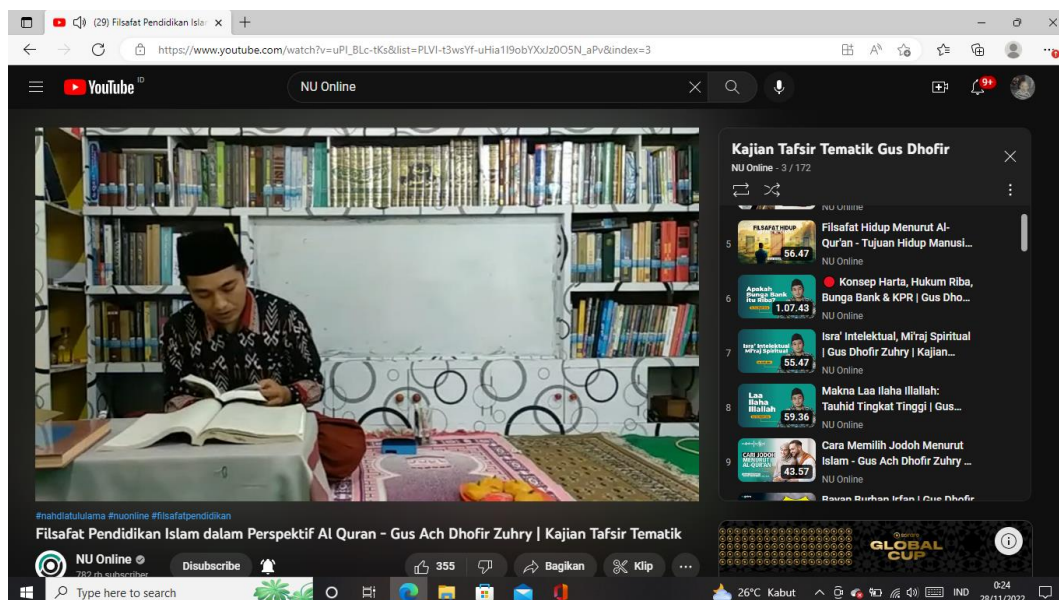 (29) Filsafat Pendidikan Isla
https://www.youtube.com/watch?v=uPI_BLc-tKs&list=PLVI-t3wsYf-uHia1I9obYXxJz0O5N_aPv&index=3
YouTube ID
NU Online
9+
Kajian Tafsir Tematik Gus Dhofir
NU Online - 3 / 172
NU Online
5
FILSAFAT HIDUP
56.47
Filsafat Hidup Menurut Al-
Qur'an - Tujuan Hidup Manusi...
NU Online
6
Apakah
Bunga Bank
Itu Riba?
1.07.43
Konsep Harta, Hukum Riba,
Bunga Bank & KPR | Gus Dho...
NU Online
7
Isra' Intelektual
Mi'raj Spiritual
55.47
Isra' Intelektual, Mi'raj Spiritual
| Gus Dhofir Zuhry | Kajian...
NU Online
8
Laa
Ilaha
Illallah
59.36
Makna Laa Ilaha Illallah:
Tauhid Tingkat Tinggi | Gus...
NU Online
9
CARI JODOH
MENURUT
AL-QUR'AN
43.57
Cara Memilih Jodoh Menurut
Islam - Gus Ach Dhofir Zuhry ...
NU Online
Bayan Burhan Irfan | Gus Dhofir
#nahdlatululama #nuonline #filsafatpendidikan
Filsafat Pendidikan Islam dalam Perspektif Al Quran - Gus Ach Dhofir Zuhry | Kajian Tafsir Tematik
NU Online
782 rb subscriber
Disubscribe
355
Bagikan
Klip
GLOBAL
CUP
Type here to search
26°C Kabut
IND
0:24
28/11/2022